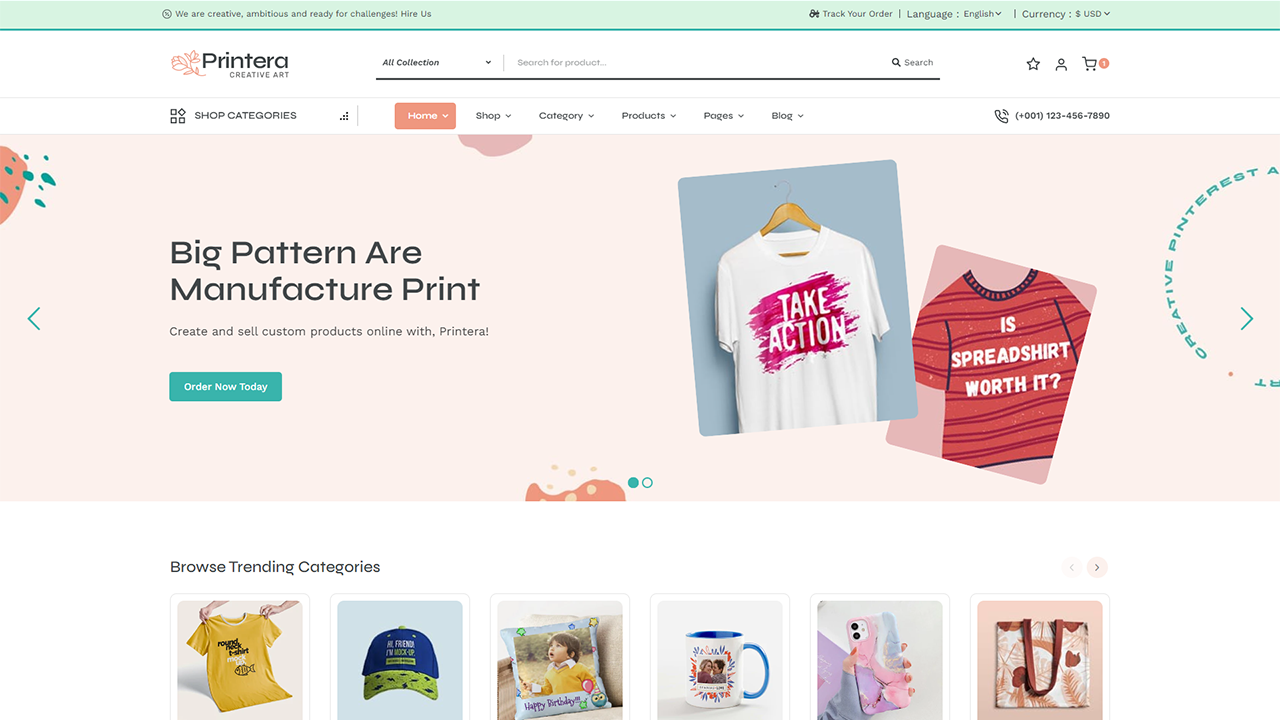 We are creative, ambitious and ready for challenges! Hire Us
Track Your Order | Language : English | Currency : $ USD
Printera
CREATIVE ART
All Collection
Search for product...
Search
1
SHOP CATEGORIES
Home
Shop
Category
Products
Pages
Blog
(+001) 123-456-7890
Big Pattern Are
Manufacture Print
Create and sell custom products online with, Printera!
Order Now Today
TAKE
ACTION
IS
SPREADSHIRT
WORTH IT?
CREATIVE PINTEREST A
RT
Browse Trending Categories
round
neck
t-shirt
mock
HI, FRIEND!
I'M MOCK-UP.
Happy Birthday!!!